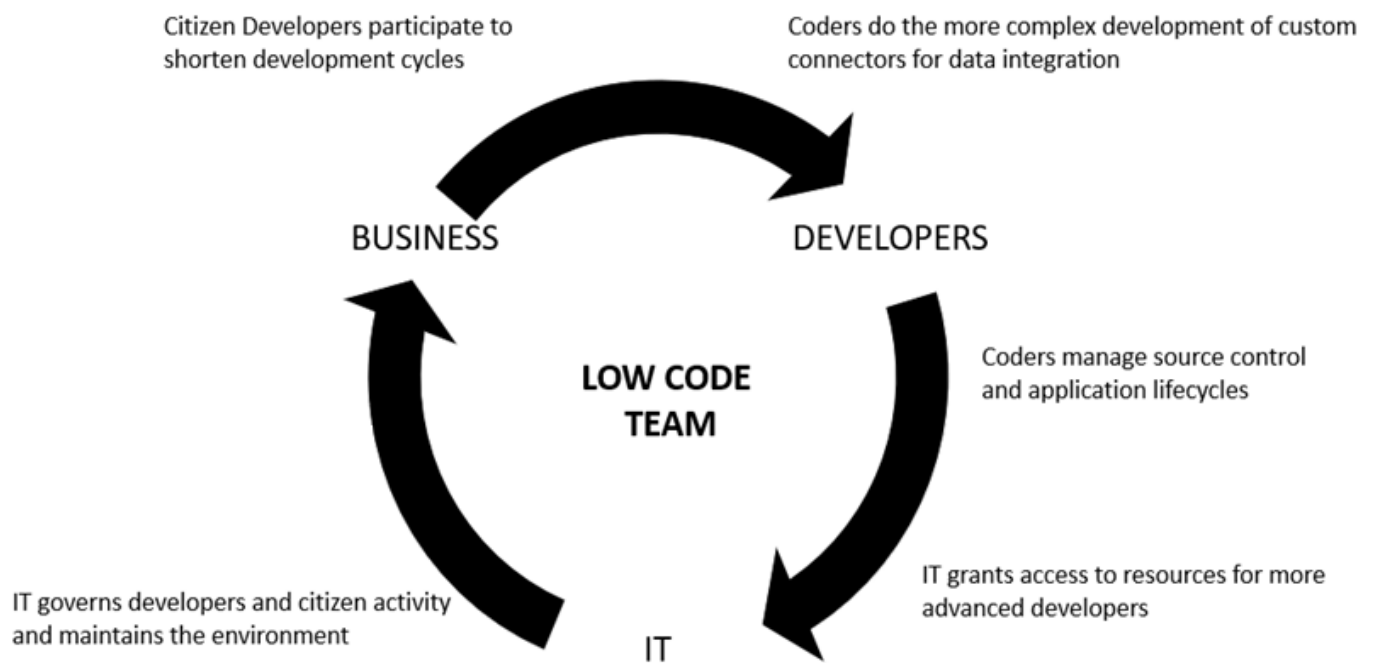 Citizen Developers participate to
shorten development cycles
Coders do the more complex development of custom
connectors for data integration
BUSINESS
DEVELOPERS
LOW CODE
TEAM
Coders manage source control
and application lifecycles
IT grants access to resources for more
advanced developers
IT governs developers and citizen activity
and maintains the environment
IT